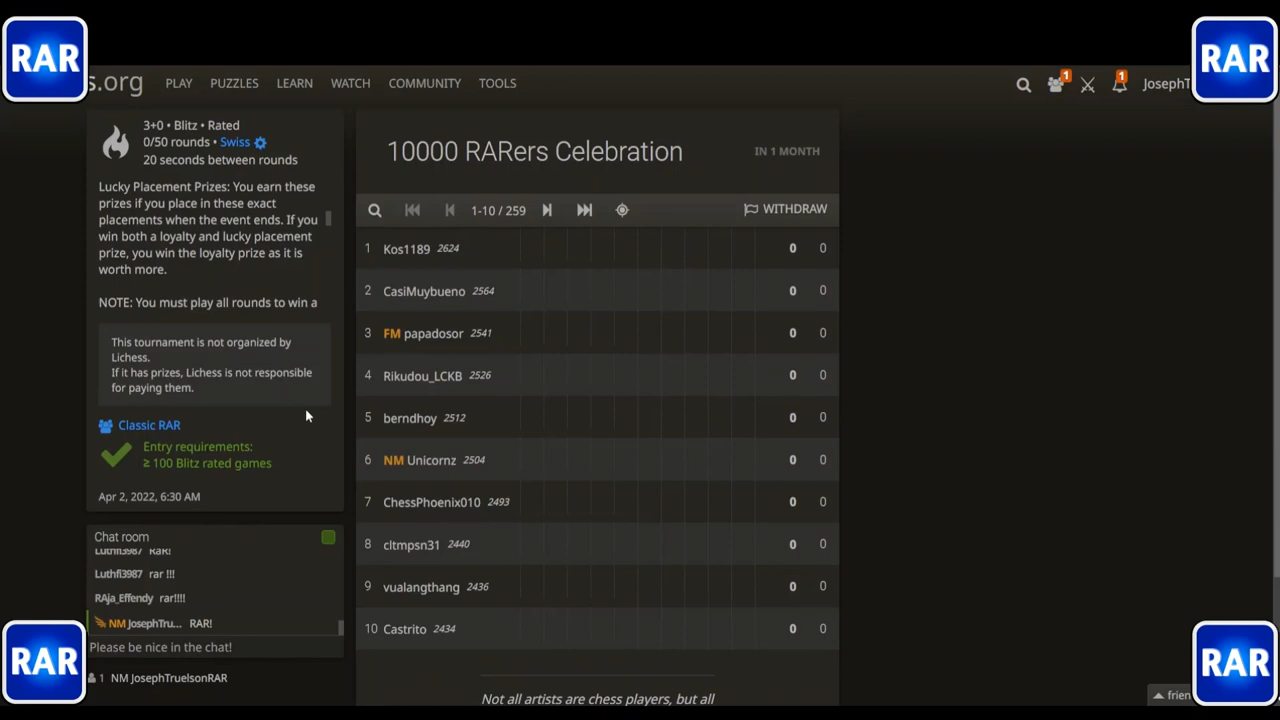 RAR
RAR
s.org PLAY PUZZLES LEARN WATCH COMMUNITY TOOLS 1 1 JosephT
3+0 • Blitz • Rated
0/50 rounds • Swiss
20 seconds between rounds
Lucky Placement Prizes: You earn these
prizes if you place in these exact
placements when the event ends. If you
win both a loyalty and lucky placement
prize, you win the loyalty prize as it is
worth more.
NOTE: You must play all rounds to win a
This tournament is not organized by
Lichess.
If it has prizes, Lichess is not responsible
for paying them.
Classic RAR
Entry requirements:
≥ 100 Blitz rated games
Apr 2, 2022, 6:30 AM
Chat room
Luthfi3987 RaR!
Luthfi3987 rar !!!
RAja_Effendy rar!!!!
NM JosephTru... RAR!
Please be nice in the chat!
1 NM JosephTruelsonRAR
10000 RARers Celebration IN 1 MONTH
1-10 / 259 WITHDRAW
1 Kos1189 2624 0 0
2 CasiMuybueno 2564 0 0
3 FM papadosor 2541 0 0
4 Rikudou_LCKB 2526 0 0
5 berndhoy 2512 0 0
6 NM Unicornz 2504 0 0
7 ChessPhoenix010 2493 0 0
8 cltmpsn31 2440 0 0
9 vualangthang 2436 0 0
10 Castrito 2434 0 0
Not all artists are chess players, but all
frien
RAR
RAR